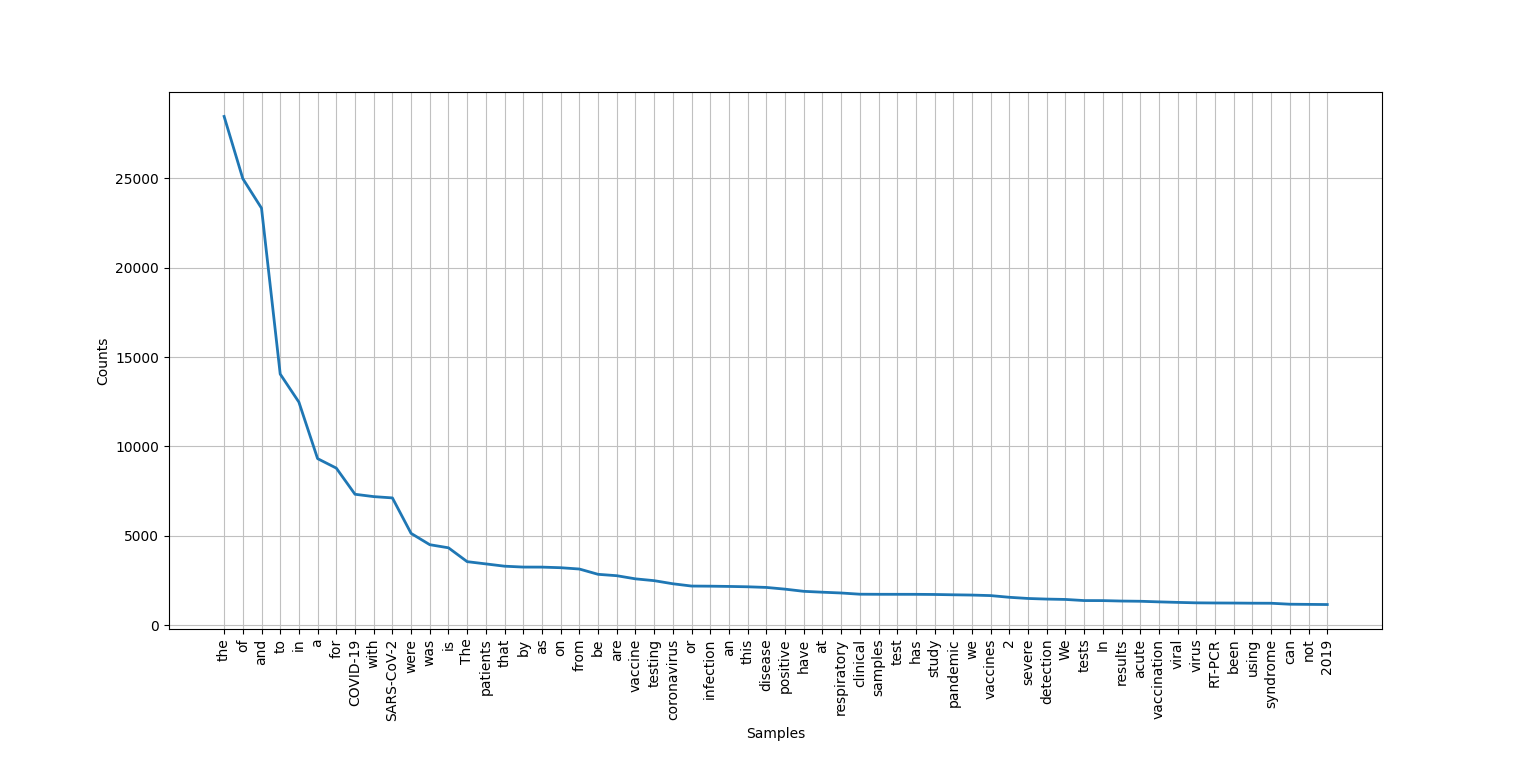 25000
20000
15000
10000
5000
0
Counts
the
of
and
to
in
a
for
COVID-19
with
SARS-CoV-2
were
was
is
The
patients
that
by
as
on
from
be
are
vaccine
testing
coronavirus
or
infection
an
this
disease
positive
have
at
respiratory
clinical
samples
test
has
study
pandemic
we
vaccines
2
severe
detection
We
tests
In
results
acute
vaccination
viral
virus
RT-PCR
been
using
syndrome
can
not
2019
Samples